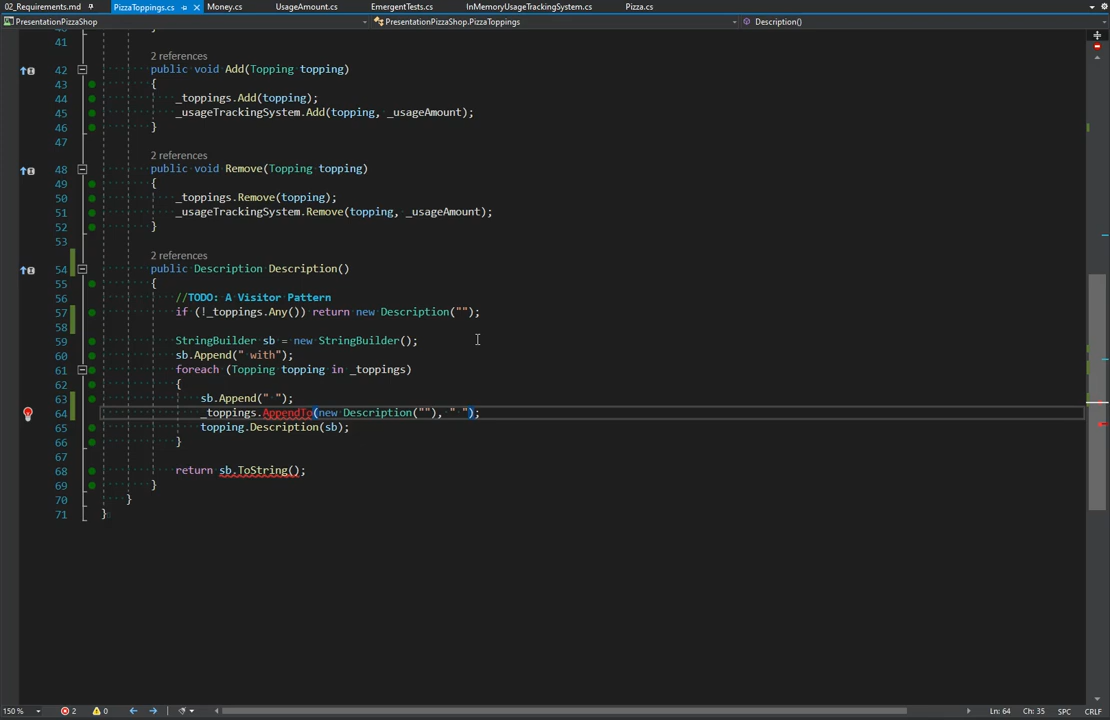 02_Requirements.md PizzaToppings.cs Money.cs UsageAmount.cs EmergentTests.cs InMemoryUsageTrackingSystem.cs Pizza.cs
PresentationPizzaShop PresentationPizzaShop.PizzaToppings Description()
41
2 references
42 public void Add(Topping topping)
43 {
44 _toppings.Add(topping);
45 _usageTrackingSystem.Add(topping, _usageAmount);
46 }
47
2 references
48 public void Remove(Topping topping)
49 {
50 _toppings.Remove(topping);
51 _usageTrackingSystem.Remove(topping, _usageAmount);
52 }
53
2 references
54 public Description Description()
55 {
56 //TODO: A Visitor Pattern
57 if (!_toppings.Any()) return new Description("");
58
59 StringBuilder sb = new StringBuilder();
60 sb.Append(" with");
61 foreach (Topping topping in _toppings)
62 {
63 sb.Append(" ");
64 _toppings.AppendTo(new Description(""), " ");
65 topping.Description(sb);
66 }
67
68 return sb.ToString();
69 }
70 }
71 }
150 % 2 0 Ln: 64 Ch: 35 SPC CRLF